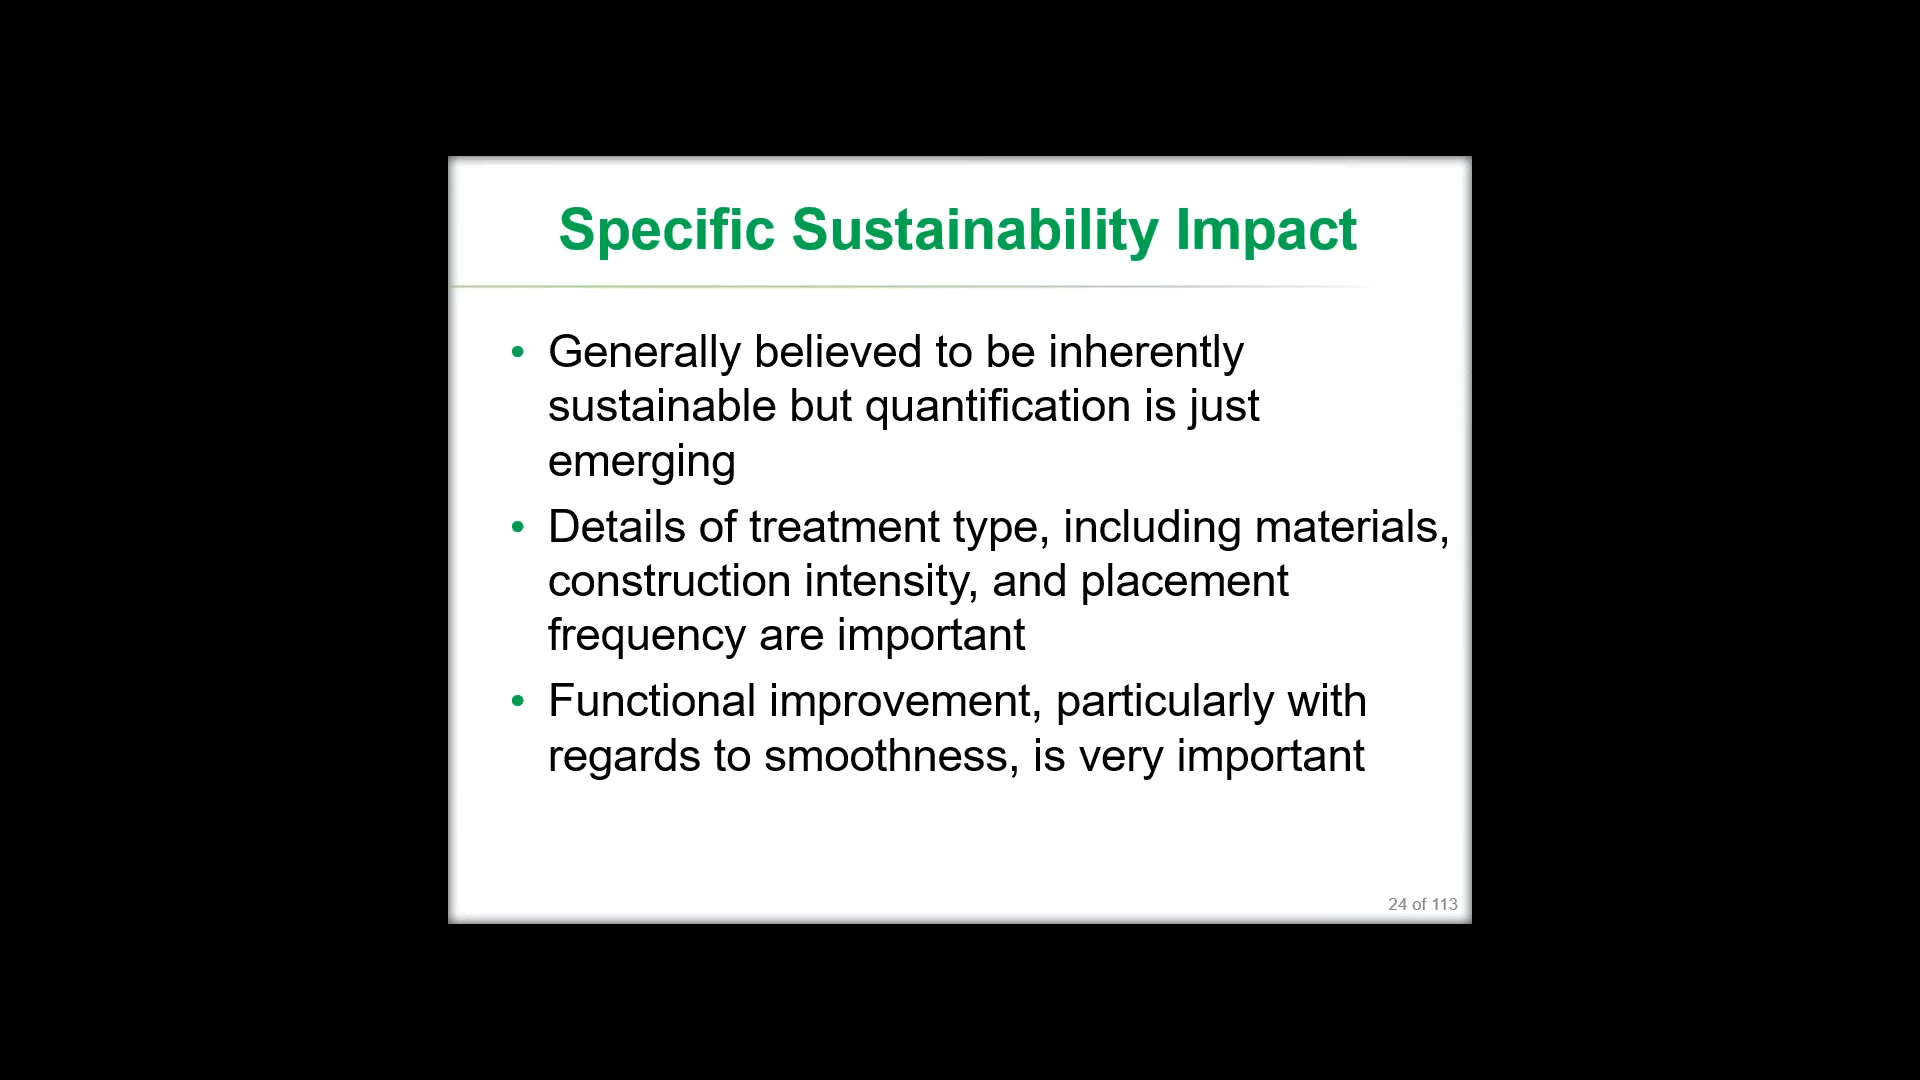 Specific Sustainability Impact
• Generally believed to be inherently
sustainable but quantification is just
emerging
• Details of treatment type, including materials,
construction intensity, and placement
frequency are important
• Functional improvement, particularly with
regards to smoothness, is very important
24 of 113